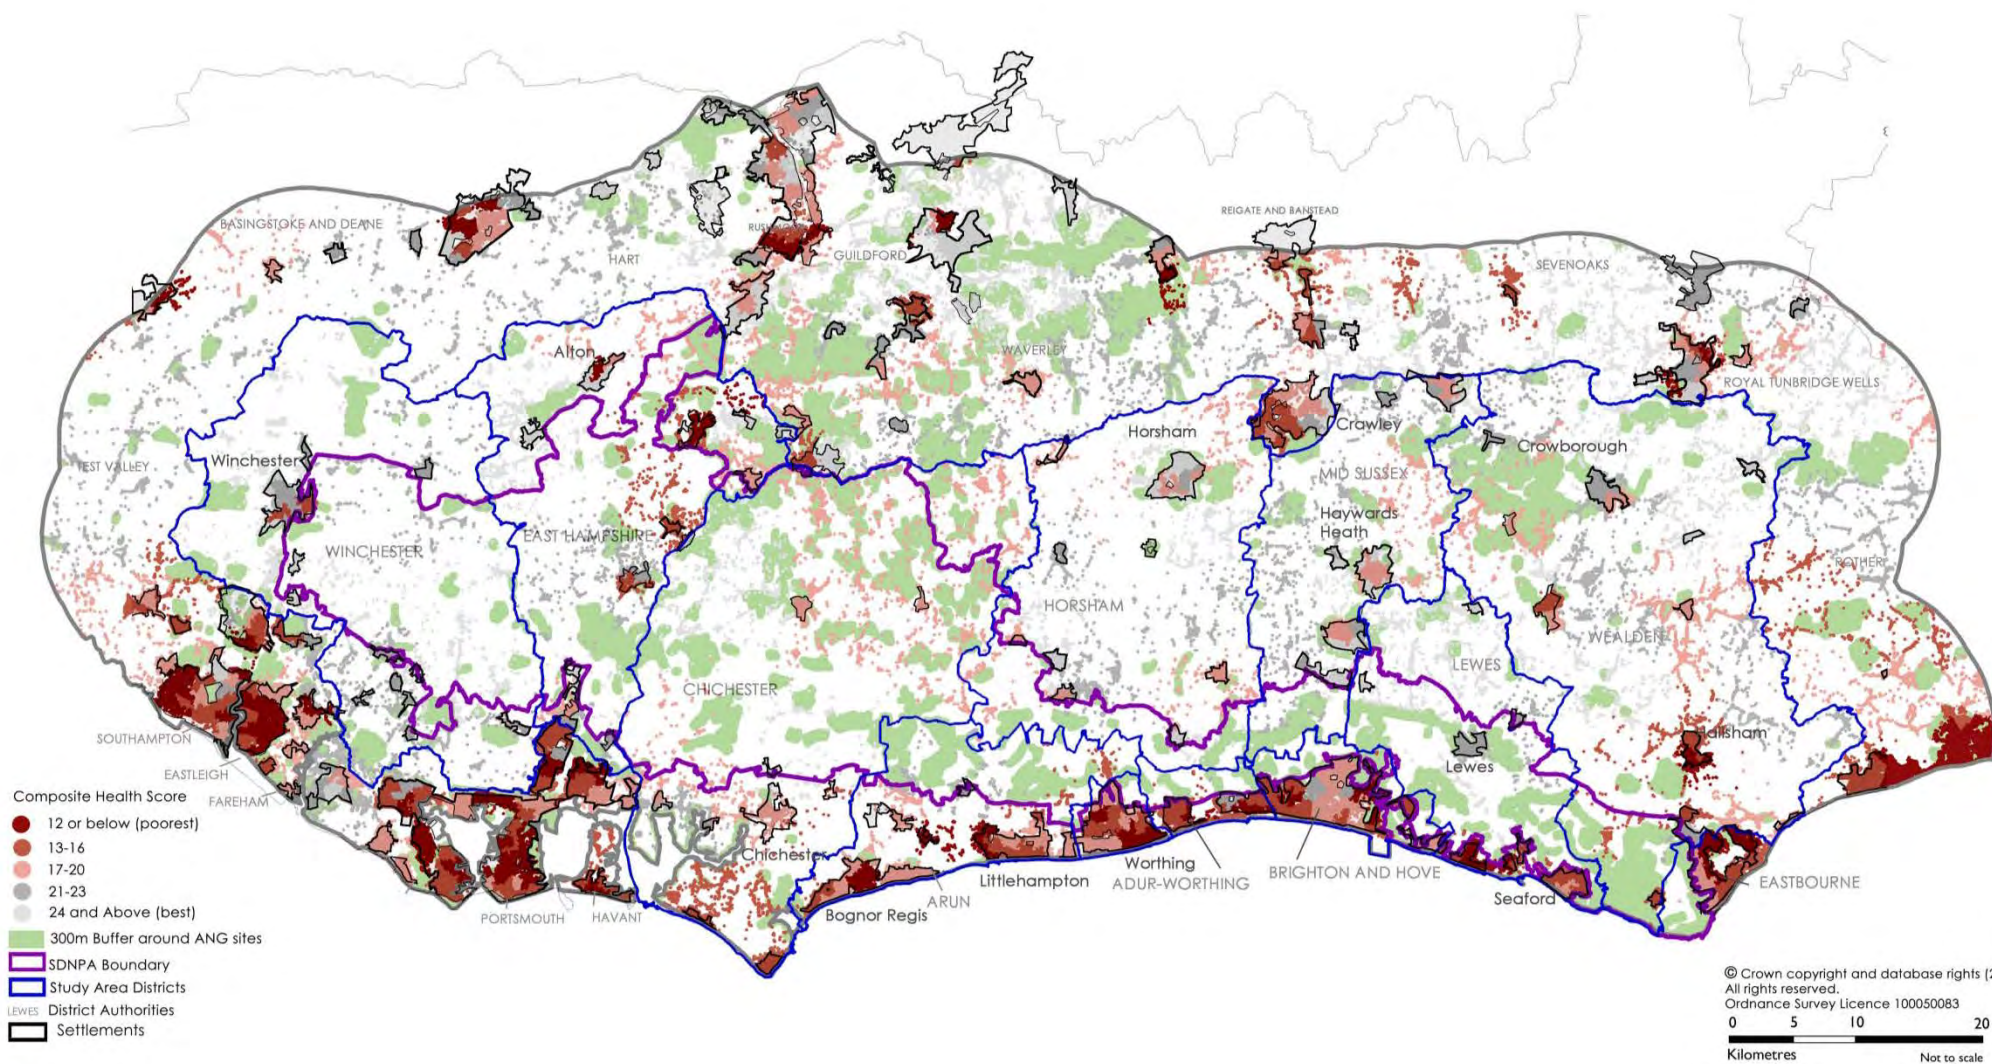 BASINGSTOKE AND DEANE
HART
GUILDFORD
REIGATE AND BANSTEAD
SEVENOAKS
Alton
WAVERLEY
ROYAL TUNBRIDGE WELLS
TEST VALLEY
Winchester
Horsham
Crawley
Crowborough
MID SUSSEX
Haywards
Heath
WINCHESTER
EAST HAMPSHIRE
ROTHER
HORSHAM
WEALDEN
LEWES
CHICHESTER
SOUTHAMPTON
Hailsham
EASTLEIGH
Lewes
FAREHAM
Chichester
Worthing
ADUR-WORTHING
BRIGHTON AND HOVE
EASTBOURNE
Littlehampton
Seaford
ARUN
Bognor Regis
PORTSMOUTH
HAVANT
Composite Health Score
12 or below (poorest)
13-16
17-20
21-23
24 and Above (best)
300m Buffer around ANG sites
SDNPA Boundary
Study Area Districts
LEWES District Authorities
Settlements
© Crown copyright and database rights (2
All rights reserved.
Ordnance Survey Licence 100050083
0 5 10 20
Kilometres Not to scale